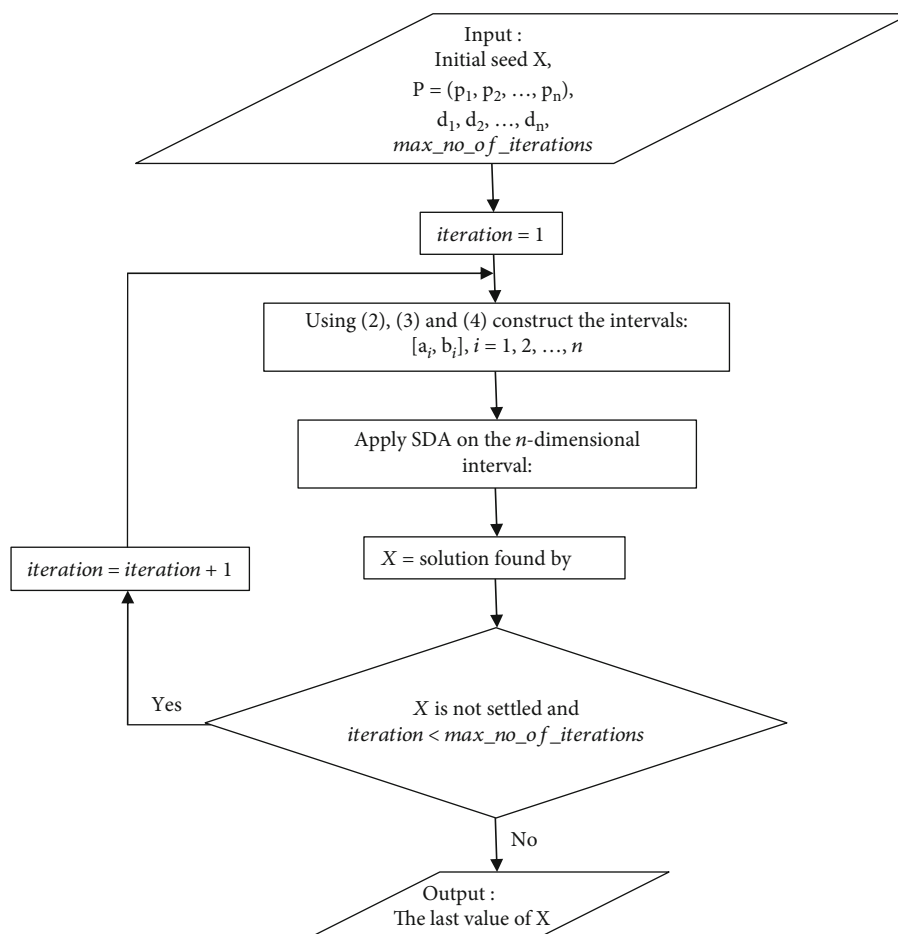 Input :
Initial seed X,
P = (p₁, p₂, …, pₙ),
d₁, d₂, …, dₙ,
max_no_of_iterations
iteration = 1
Using (2), (3) and (4) construct the intervals:
[aᵢ, bᵢ], i = 1, 2, …, n
Apply SDA on the n-dimensional
interval:
X = solution found by
iteration = iteration + 1
X is not settled and
iteration < max_no_of_iterations
Yes
No
Output :
The last value of X